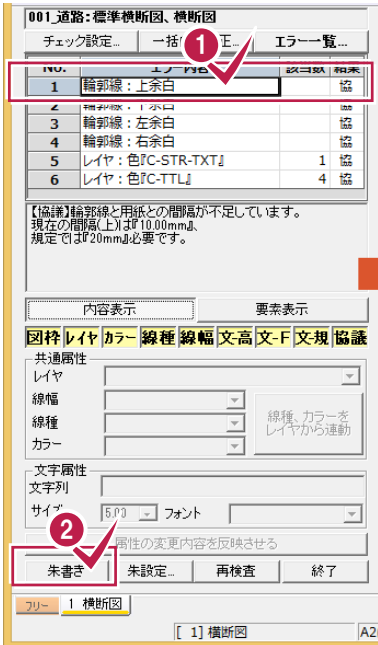 001_道路:標準横断図、横断図
チェック設定... 一括 正... エラー一覧...
1
No. エラー内容 該当数 結果
1 輪郭線：上余白 協
2 輪郭線：下余白 協
3 輪郭線：左余白 協
4 輪郭線：右余白 協
5 レイヤ：色『C-STR-TXT』 1 協
6 レイヤ：色『C-TTL』 4 協
【協議】輪郭線と用紙との間隔が不足しています。
現在の間隔(上)は『10.00mm』、
規定では『20mm』必要です。
内容表示 要素表示
図枠 レイヤ カラー 線種 線幅 文-高 文-F 文-規 協議
共通属性
レイヤ
線幅
線種
線種、カラーを
レイヤから連動
カラー
文字属性
文字列
サイズ 5.00 フォント
2
属性の変更内容を反映させる
朱書き 朱設定... 再検査 終了
フリー 1 横断図
[ 1] 横断図 A2